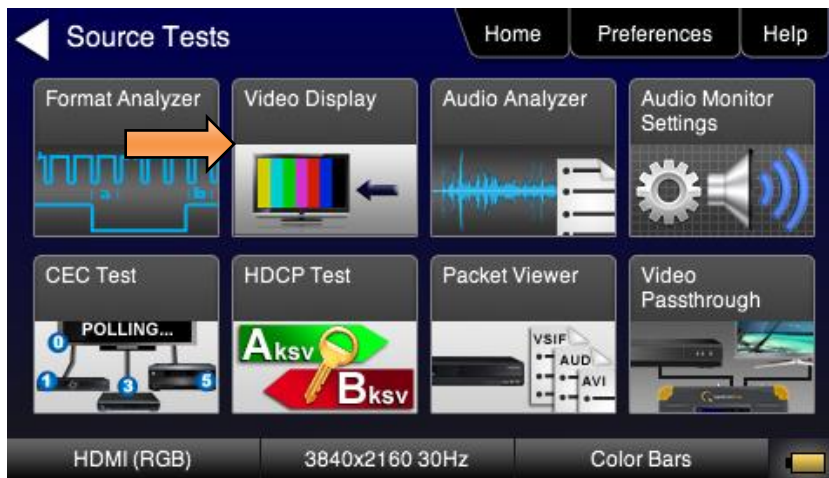 Source Tests
Home
Preferences
Help
Format Analyzer
Video Display
Audio Analyzer
Audio Monitor
Settings
a
b
CEC Test
HDCP Test
Packet Viewer
Video
Passthrough
POLLING...
0
1
3
5
Aksv
Bksv
VSIF
AUD
AVI
HDMI (RGB)
3840x2160 30Hz
Color Bars